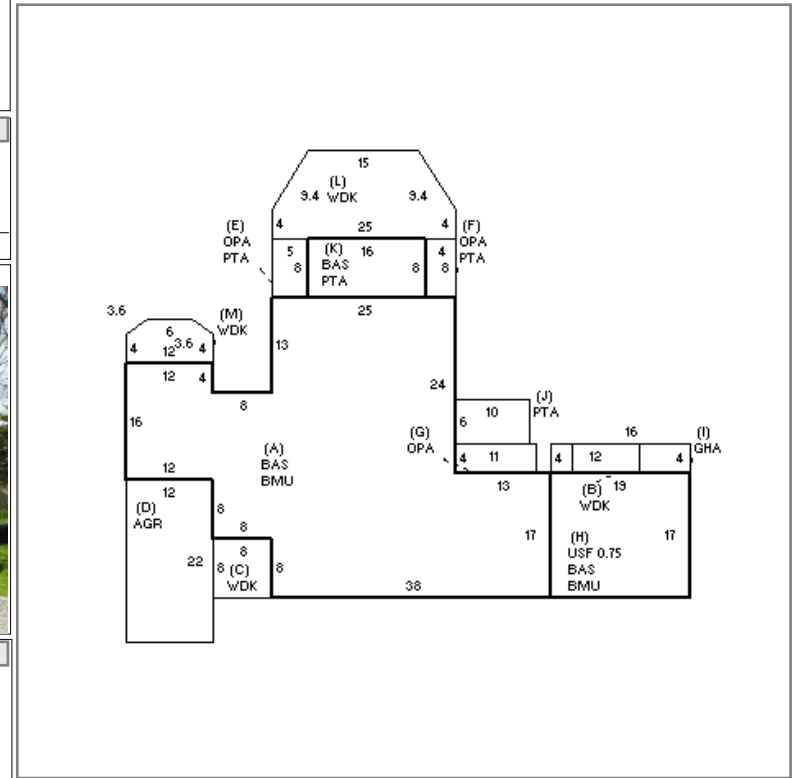 15
(L)
9.4 WDK 9.4
(E)
OPA
PTA
4 25 4
(F)
OPA
PTA
5
8
(K)
BAS
PTA
16
8
4
8
25
3.6
(M)
WDK
6
3.6
4 12 4
12 4
13
8
16
24
(J)
PTA
10
6
(G)
OPA
4 11
16
(I)
GHA
4 12 4
(A)
BAS
BMU
13
(B) 19
WDK
12
12
(D)
AGR
8
8
17
(H)
USF 0.75
BAS
BMU
17
22
8
8 (C)
WDK
8
38